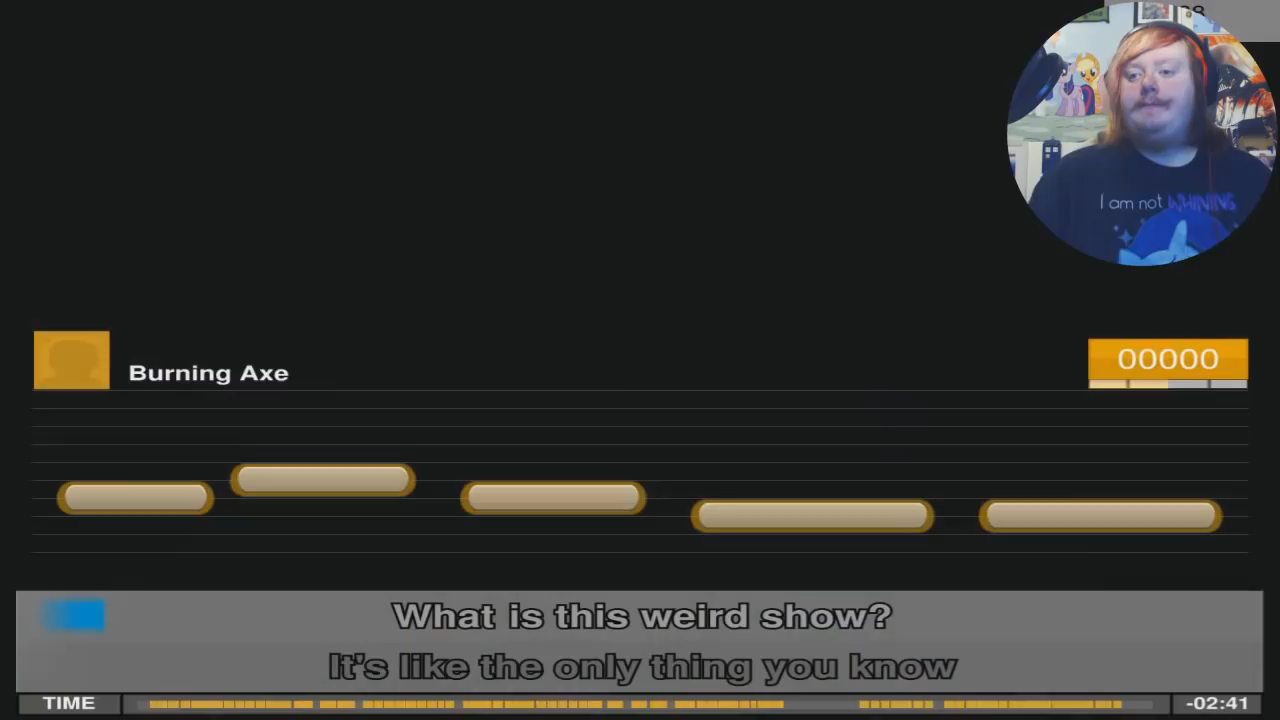 I am not WHINING
Burning Axe
00000
What is this weird show?
It's like the only thing you know
TIME
-02:41